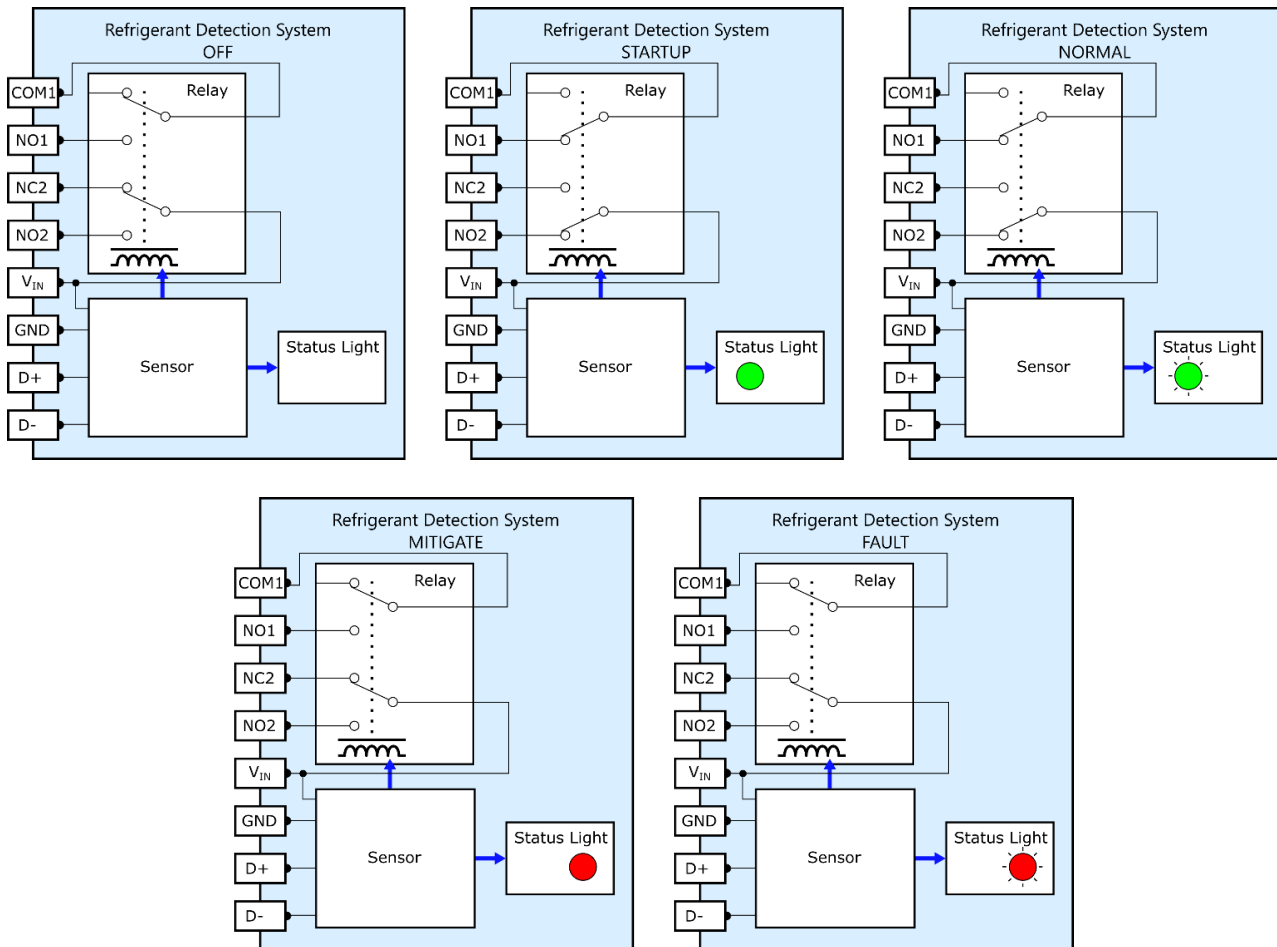 Refrigerant Detection System
OFF
COM1
Relay
NO1
NC2
NO2
VIN
GND
Status Light
Sensor
D+
D-
Refrigerant Detection System
STARTUP
COM1
Relay
NO1
NC2
NO2
VIN
GND
Status Light
Sensor
D+
D-
Refrigerant Detection System
NORMAL
COM1
Relay
NO1
NC2
NO2
VIN
GND
Status Light
Sensor
D+
D-
Refrigerant Detection System
MITIGATE
COM1
Relay
NO1
NC2
NO2
VIN
GND
Status Light
Sensor
D+
D-
Refrigerant Detection System
FAULT
COM1
Relay
NO1
NC2
NO2
VIN
GND
Status Light
Sensor
D+
D-